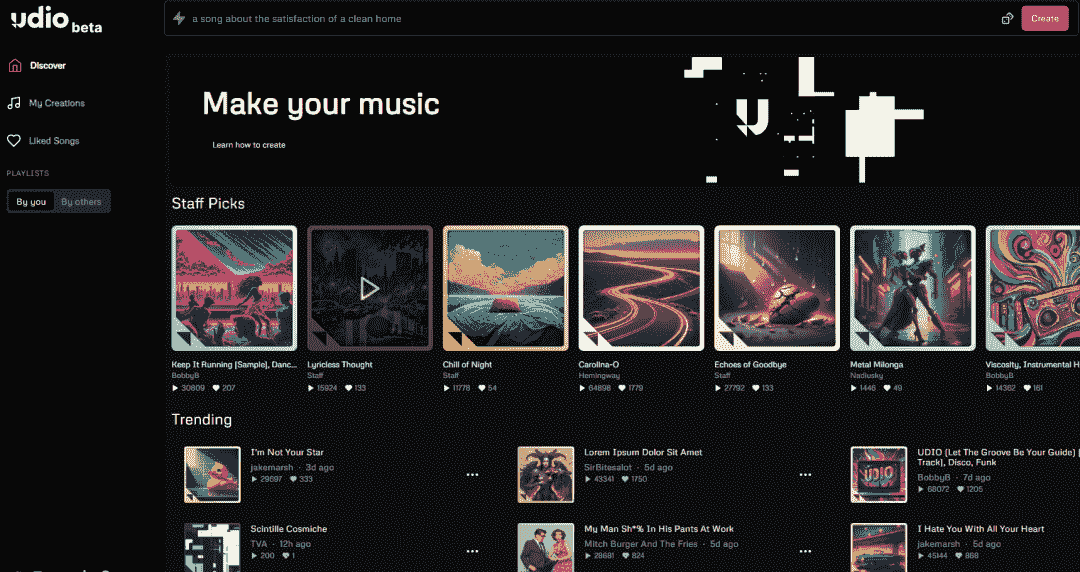 udio beta
a song about the satisfaction of a clean home
Create
Discover
My Creations
Liked Songs
PLAYLISTS
By you
By others
Make your music
Learn how to create
Staff Picks
Keep It Running [Sample], Danc...
BobbyB
30809 207
Lyricless Thought
Staff
15924 133
Chill of Night
Staff
11778 54
Carolina-O
Hemingway
64898 1779
Echoes of Goodbye
Staff
27792 133
Metal Milonga
Nadiusky
1446 49
Viscosity, Instrumental H
BobbyB
14362 161
Trending
I'm Not Your Star
jakemarsh · 3d ago
29697 333
Lorem Ipsum Dolor Sit Amet
SirBitesalot · 5d ago
43341 1750
UDIO
UDIO (Let The Groove Be Your Guide) [
Track], Disco, Funk
BobbyB · 7d ago
68072 1205
Scintille Cosmiche
TVA · 12h ago
200 1
My Man Sh*% In His Pants At Work
Mitch Burger And The Fries · 5d ago
28681 824
I Hate You With All Your Heart
jakemarsh · 5d ago
45144 868